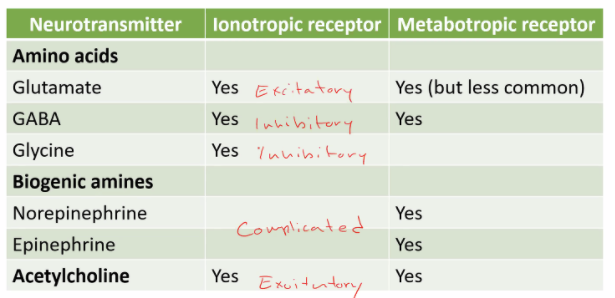 Neurotransmitter Ionotropic receptor Metabotropic receptor
Amino acids
Glutamate Yes Excitatory Yes (but less common)
GABA Yes Inhibitory Yes
Glycine Yes Inhibitory
Biogenic amines
Norepinephrine Yes
Complicated
Epinephrine Yes
Acetylcholine Yes Excitatory Yes